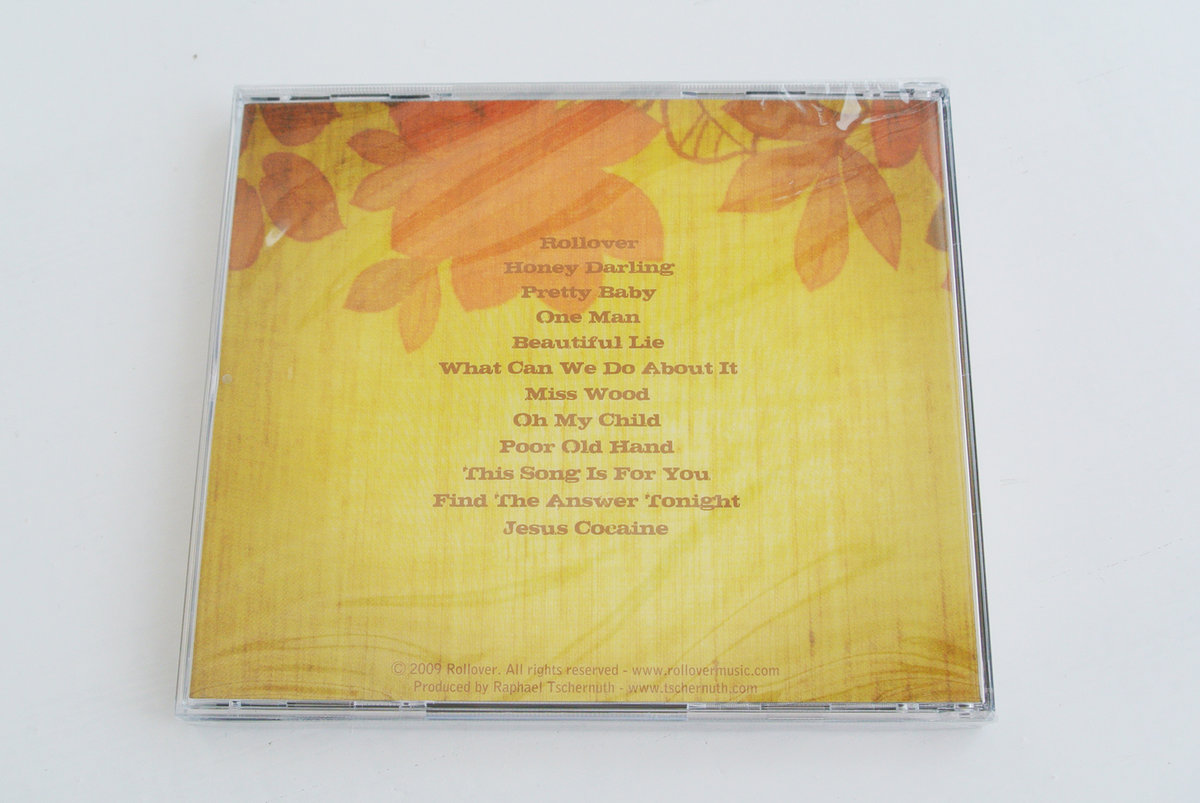 Rollover
Honey Darling
Pretty Baby
One Man
Beautiful Lie
What Can We Do About It
Miss Wood
Oh My Child
Poor Old Hand
This Song Is For You
Find The Answer Tonight
Jesus Cocaine
© 2009 Rollover. All rights reserved - www.rollovermusic.com
Produced by Raphael Tschernuth - www.tschernuth.com